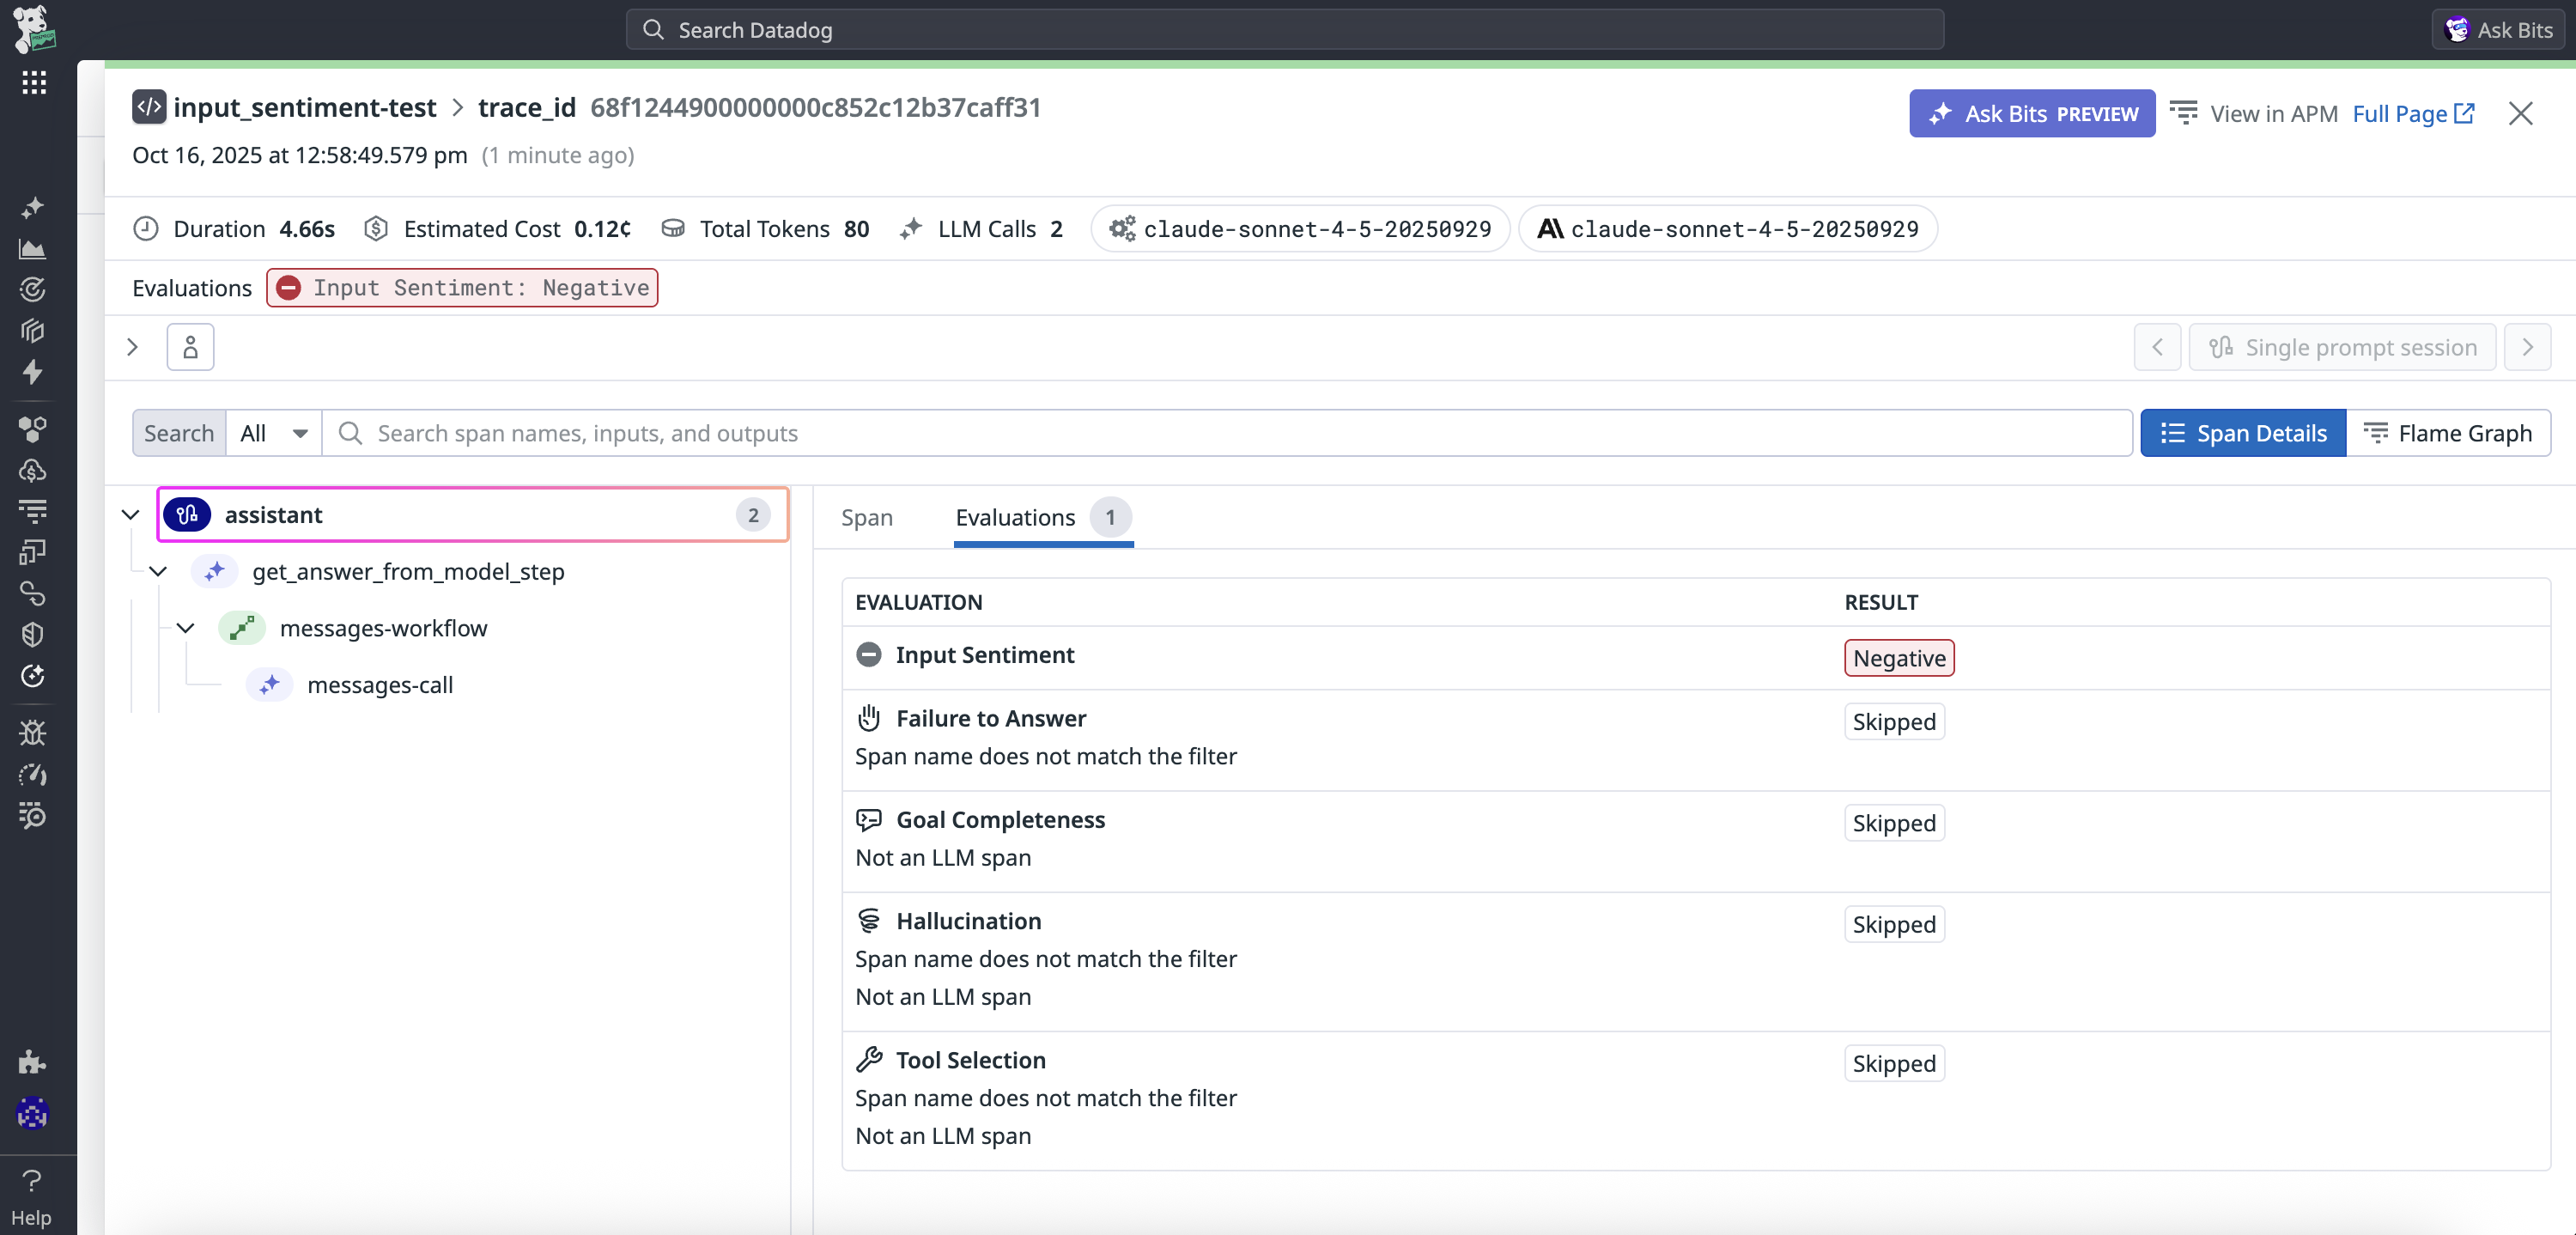 Search Datadog
Ask Bits
input_sentiment-test > trace_id 68f1244900000000c852c12b37caff31
Ask Bits PREVIEW
View in APM
Full Page
Oct 16, 2025 at 12:58:49.579 pm (1 minute ago)
Duration 4.66s
Estimated Cost 0.12¢
Total Tokens 80
LLM Calls 2
claude-sonnet-4-5-20250929
claude-sonnet-4-5-20250929
Evaluations
Input Sentiment: Negative
Single prompt session
Search
All
Search span names, inputs, and outputs
Span Details
Flame Graph
assistant
2
get_answer_from_model_step
messages-workflow
messages-call
Span
Evaluations 1
EVALUATION
RESULT
Input Sentiment
Negative
Failure to Answer
Skipped
Span name does not match the filter
Goal Completeness
Skipped
Not an LLM span
Hallucination
Skipped
Span name does not match the filter
Not an LLM span
Tool Selection
Skipped
Span name does not match the filter
Not an LLM span
Help